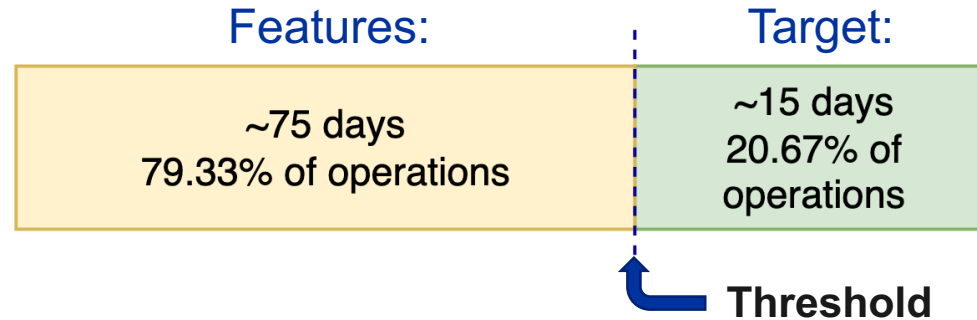 Features:
Target:
~75 days
79.33% of operations
~15 days
20.67% of
operations
Threshold